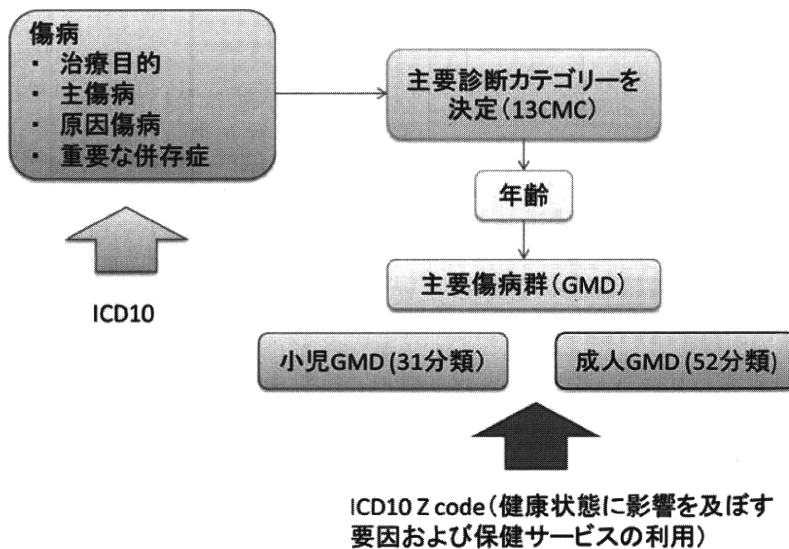 傷病
・ 治療目的
・ 主傷病
・ 原因傷病
・ 重要な併存症
ICD10
主要診断カテゴリーを
決定(13CMC)
年齢
主要傷病群(GMD)
小児GMD (31分類)
成人GMD (52分類)
ICD10 Z code(健康状態に影響を及ぼす
要因および保健サービスの利用)